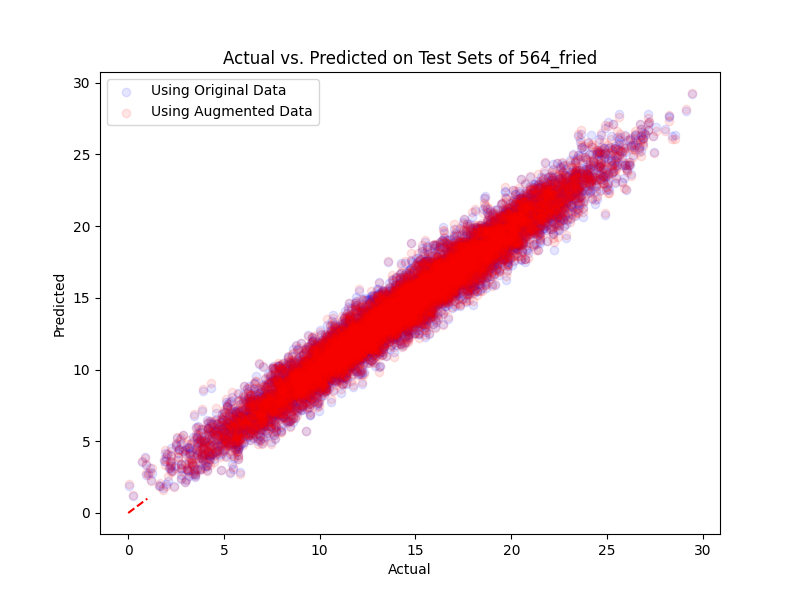 Actual vs. Predicted on Test Sets of 564_fried
Using Original Data
Using Augmented Data
30
25
20
15
10
5
0
Predicted
0 5 10 15 20 25 30
Actual